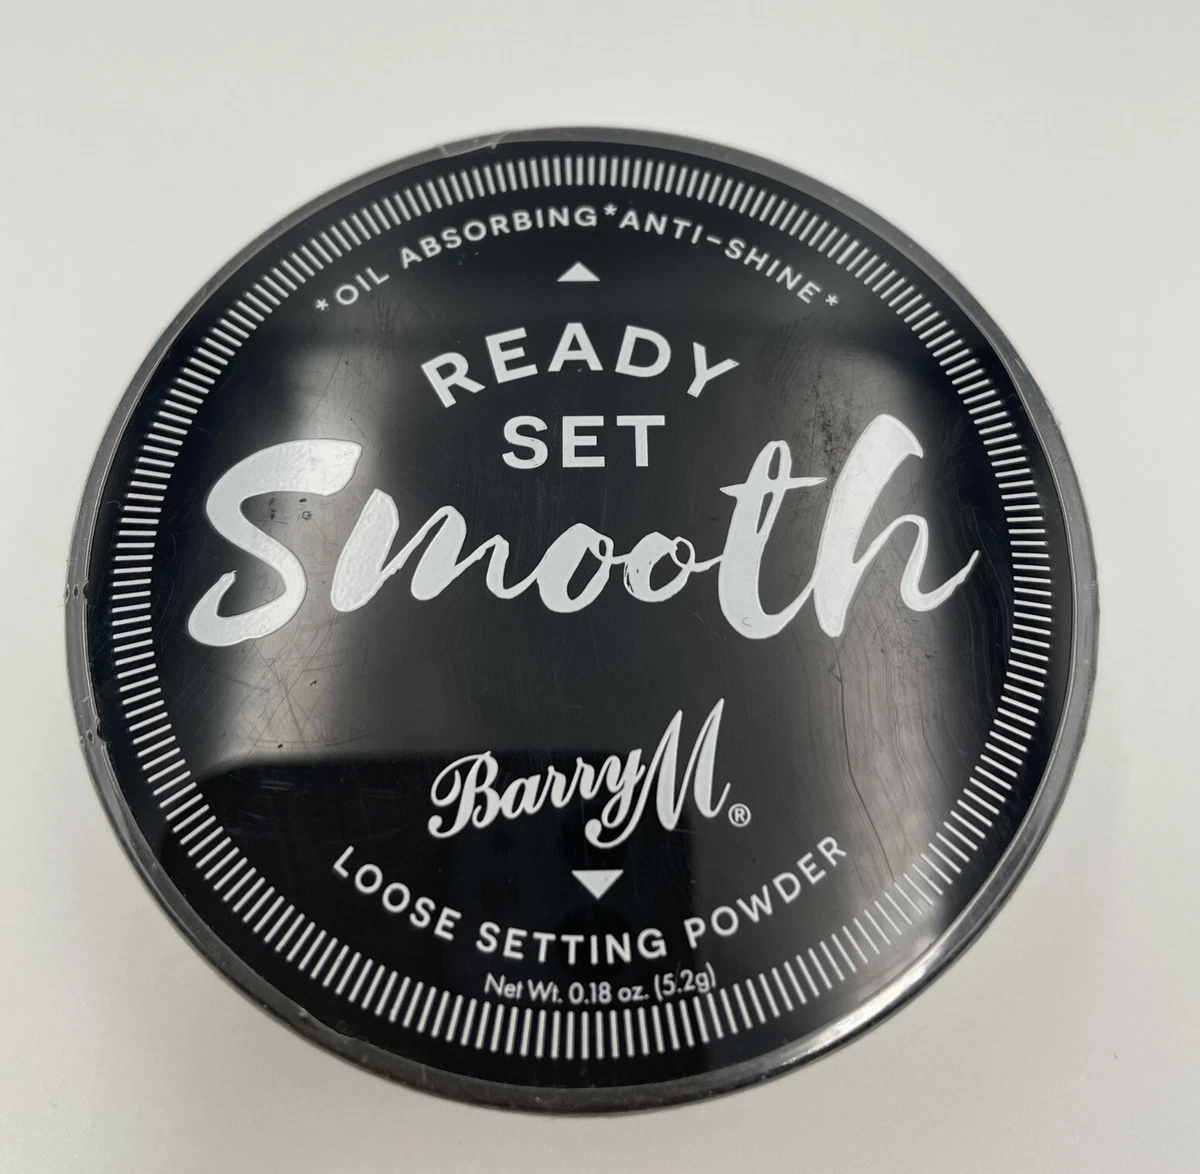 *OIL ABSORBING*ANTI-SHINE*
READY
SET
Smooth
Barry M®
LOOSE SETTING POWDER
Net Wt. 0.18 oz. (5.2g)